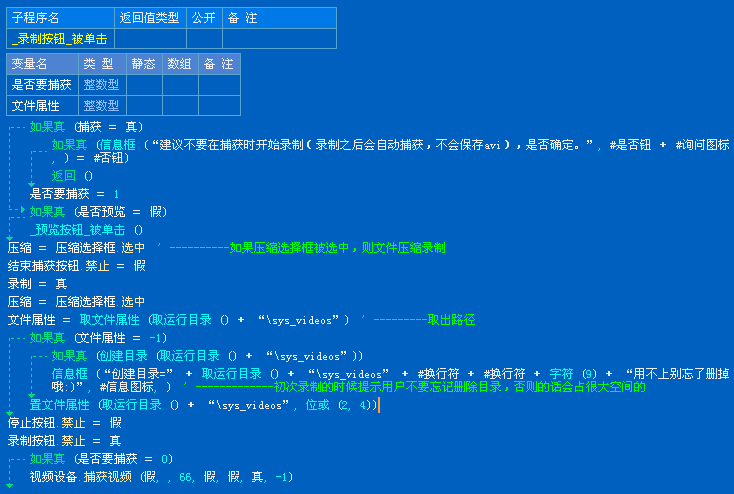 子程序名 返回值类型 公开 备 注
_录制按钮_被单击
变量名 类 型 静态 数组 备 注
是否要捕获 整数型
文件属性 整数型
如果真 (捕获 = 真)
如果真 (信息框 (“建议不要在捕获时开始录制(录制之后会自动捕获，不会保存avi)，是否确定。”, #是否钮 + #询问图标
, ) = #否钮)
返回 ()
是否要捕获 = 1
如果真 (是否预览 = 假)
_预览按钮_被单击 ()
压缩 = 压缩选择框.选中 ' ----------如果压缩选择框被选中，则文件压缩录制
结束捕获按钮.禁止 = 假
录制 = 真
压缩 = 压缩选择框.选中
文件属性 = 取文件属性 (取运行目录 () + “\sys_videos”) ' ---------取出路径
如果真 (文件属性 = -1)
如果真 (创建目录 (取运行目录 () + “\sys_videos”))
信息框 (“创建目录=” + 取运行目录 () + “\sys_videos” + #换行符 + #换行符 + 字符 (9) + “用不上别忘了删掉
哦:)”, #信息图标, ) ' -------------初次录制的时候提示用户不要忘记删除目录，否则的话会占很大空间的
置文件属性 (取运行目录 () + “\sys_videos”, 位或 (2, 4))
停止按钮.禁止 = 假
录制按钮.禁止 = 真
如果真 (是否要捕获 = 0)
视频设备.捕获视频 (假, , 66, 假, 假, 真, -1)